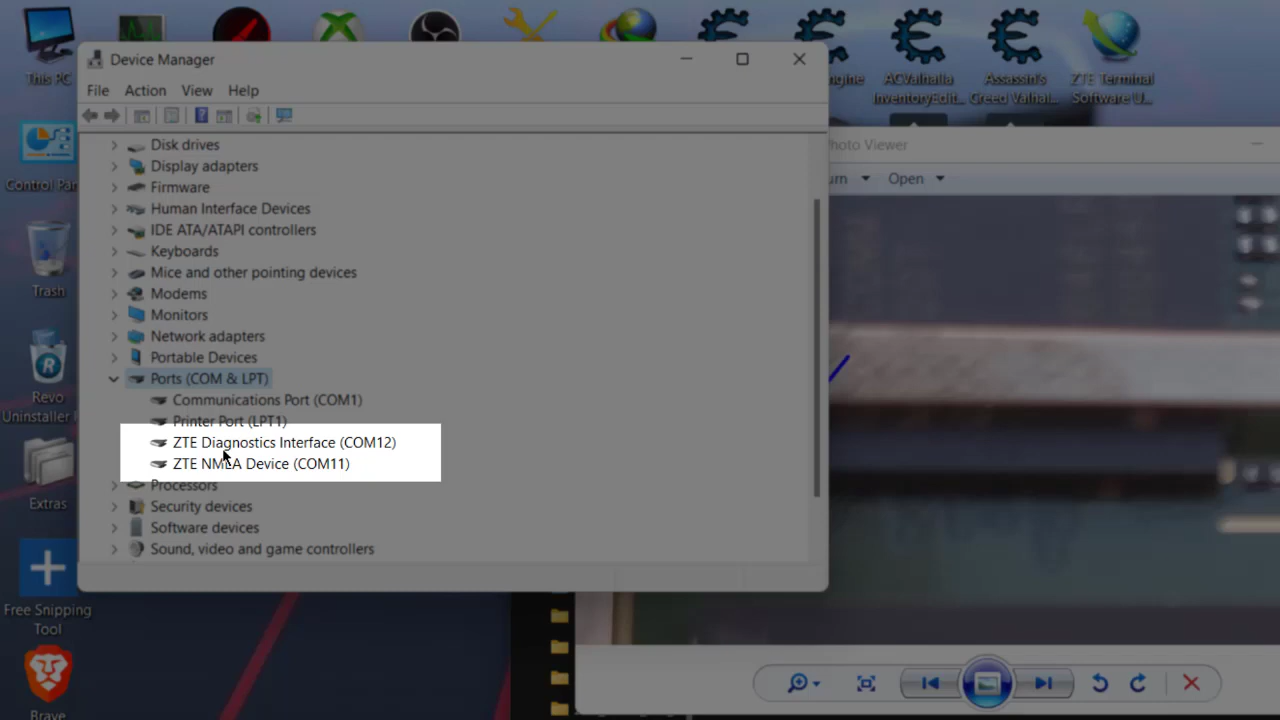 This PC
ngine
ACValhalla
InventoryEdit...
Assassin's
Creed Valhal...
ZTE Terminal
Software U...
Device Manager
File Action View Help
Disk drives
Display adapters
Firmware
Human Interface Devices
IDE ATA/ATAPI controllers
Keyboards
Mice and other pointing devices
Modems
Monitors
Network adapters
Portable Devices
Ports (COM & LPT)
Communications Port (COM1)
Printer Port (LPT1)
ZTE Diagnostics Interface (COM12)
ZTE NMEA Device (COM11)
Processors
Security devices
Software devices
Sound, video and game controllers
hoto Viewer
urn Open
Control Pan
Trash
Revo
Uninstaller
Extras
Free Snipping
Tool
Brave